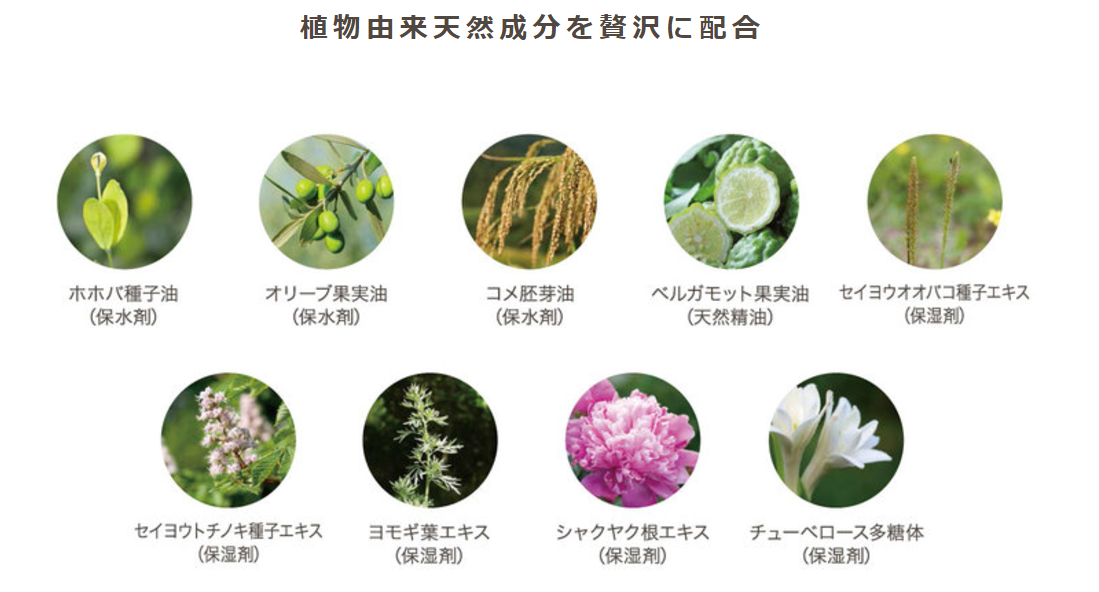 植物由来天然成分を贅沢に配合
ホホバ種子油
（保水剤）
オリーブ果実油
（保水剤）
コメ胚芽油
（保水剤）
ベルガモット果実油
（天然精油）
セイヨウオオバコ種子エキス
（保湿剤）
セイヨウトチノキ種子エキス
（保湿剤）
ヨモギ葉エキス
（保湿剤）
シャクヤク根エキス
（保湿剤）
チューベロース多糖体
（保湿剤）